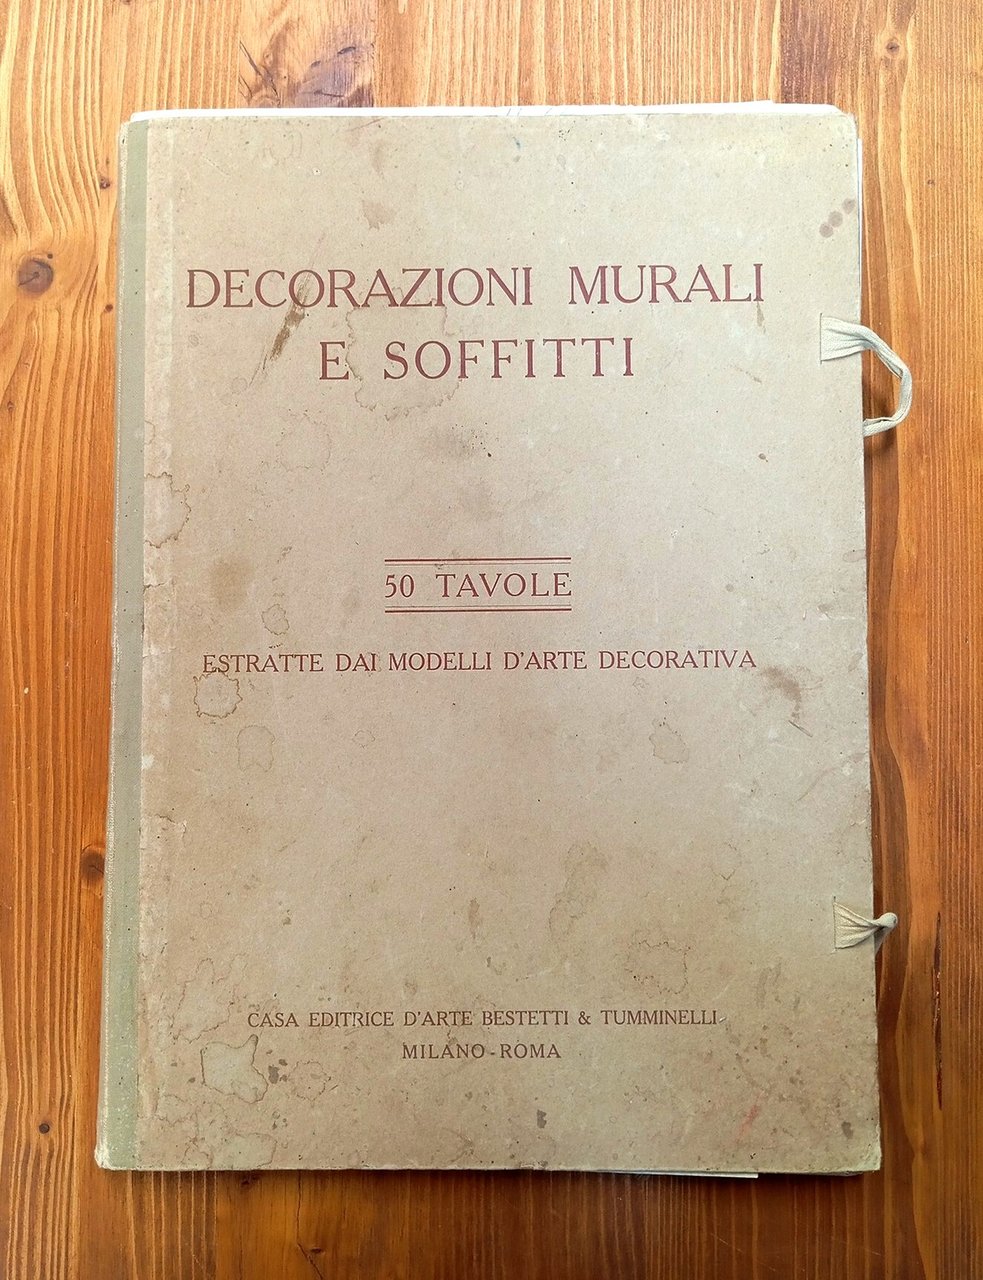 DECORAZIONI MURALI
E SOFFITTI
50 TAVOLE
ESTRATTE DAI MODELLI D'ARTE DECORATIVA
CASA EDITRICE D'ARTE BESTETTI & TUMMINELLI
MILANO-ROMA